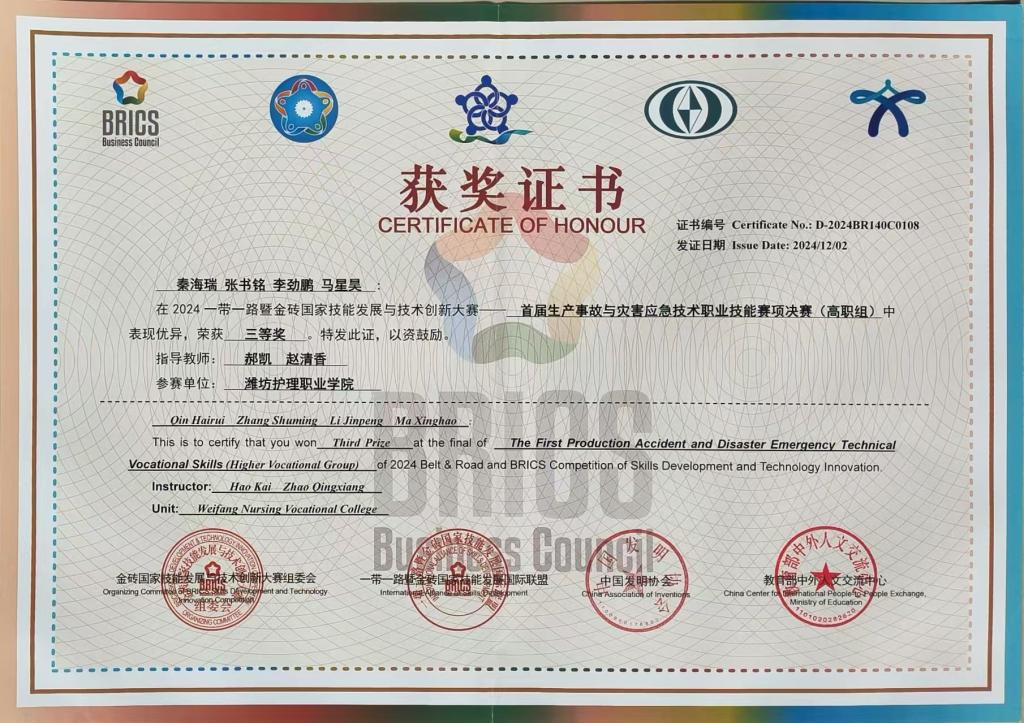 BRICS
Business Council
获奖证书
CERTIFICATE OF HONOUR
证书编号 Certificate No.: D-2024BR140C0108
发证日期 Issue Date: 2024/12/02
秦海瑞 张书铭 李劲鹏 马星昊 :
在 2024 一带一路暨金砖国家技能发展与技术创新大赛—— 首届生产事故与灾害应急技术职业技能赛项决赛（高职组）中
表现优异，荣获 三等奖 。特发此证，以资鼓励。
指导教师: 郝凯 赵清香
参赛单位: 潍坊护理职业学院
Qin Hairui Zhang Shuming Li Jinpeng Ma Xinghao :
This is to certify that you won Third Prize at the final of The First Production Accident and Disaster Emergency Technical
Vocational Skills (Higher Vocational Group) of 2024 Belt & Road and BRICS Competition of Skills Development and Technology Innovation.
Instructor: Hao Kai Zhao Qingxiang
Unit: Weifang Nursing Vocational College
BRICS
Business Council
金砖国家技能发展与技术创新大赛组委会
Organizing Committee of BRICS Skills Development and Technology
Innovation Competition
组委会
一带一路暨金砖国家技能发展国际联盟
International Alliance of Skills Development
BRICS
中国发明协会
China Association of Inventions
教育部中外人文交流中心
China Center for International People-to-People Exchange,
Ministry of Education